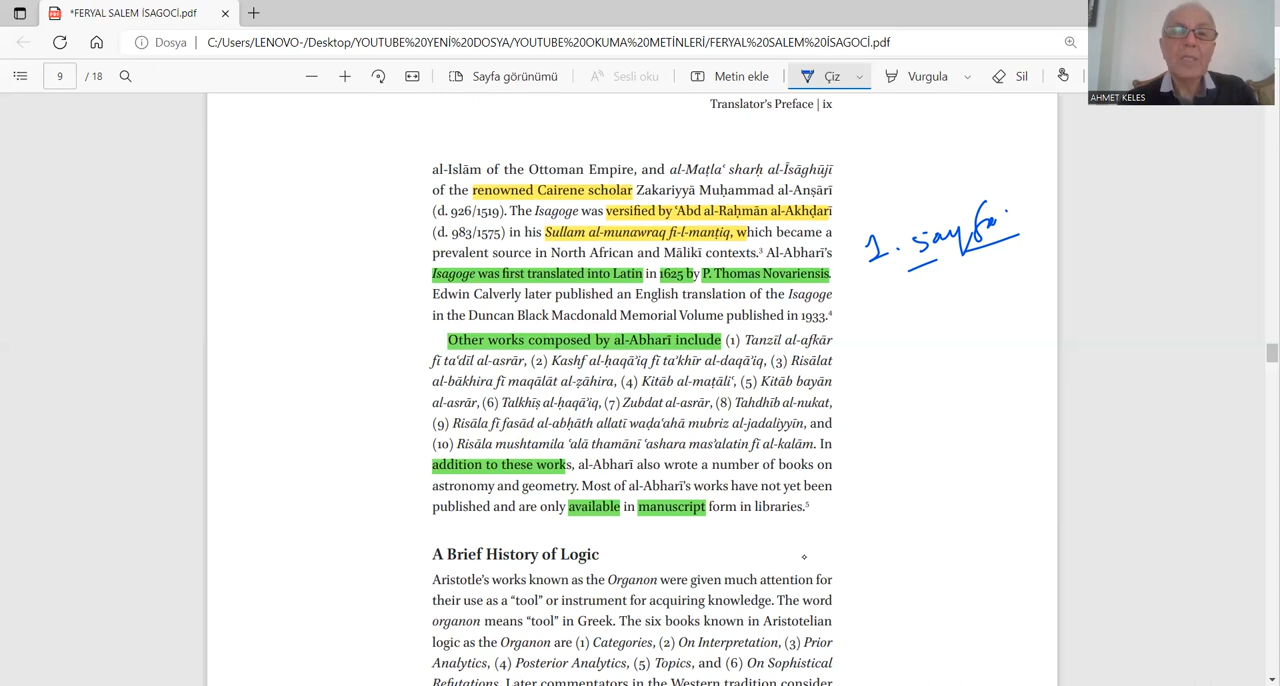 *FERYAL SALEM İSAGOCİ.pdf
Dosya
C:/Users/LENOVO-/Desktop/YOUTUBE%20YENİ%20DOSYA/YOUTUBE%20OKUMA%20METİNLERİ/FERYAL%20SALEM%20İSAGOCİ.pdf
9 / 18
Sayfa görünümü
Sesli oku
Metin ekle
Çiz
Vurgula
Sil
AHMET KELES
Translator’s Preface | ix
al-Islām of the Ottoman Empire, and al-Maṭlaʿ sharḥ al-Īsāghūjī
of the renowned Cairene scholar Zakariyyā Muḥammad al-Anṣārī
(d. 926/1519). The Isagoge was versified by ʿAbd al-Raḥmān al-Akhḍarī
(d. 983/1575) in his Sullam al-munawraq fi-l-manṭiq, which became a
prevalent source in North African and Mālikī contexts.³ Al-Abharī’s
Isagoge was first translated into Latin in 1625 by P. Thomas Novariensis.
Edwin Calverly later published an English translation of the Isagoge
in the Duncan Black Macdonald Memorial Volume published in 1933.⁴
Other works composed by al-Abharī include (1) Tanzīl al-afkār
fī taʿdīl al-asrār, (2) Kashf al-ḥaqāʾiq fī taʾkhīr al-daqāʾiq, (3) Risālat
al-bākhira fī maqālāt al-ẓāhira, (4) Kitāb al-maṭāliʿ, (5) Kitāb bayān
al-asrār, (6) Talkhīṣ al-ḥaqāʾiq, (7) Zubdat al-asrār, (8) Tahdhīb al-nukat,
(9) Risāla fī fasād al-abḥāth allatī waḍaʿahā mubriz al-jadaliyyīn, and
(10) Risāla mushtamila ʿalā thamānī ʿashara masʾalatin fī al-kalām. In
addition to these works, al-Abharī also wrote a number of books on
astronomy and geometry. Most of al-Abharī’s works have not yet been
published and are only available in manuscript form in libraries.⁵
1. sayfa.
A Brief History of Logic
Aristotle’s works known as the Organon were given much attention for
their use as a “tool” or instrument for acquiring knowledge. The word
organon means “tool” in Greek. The six books known in Aristotelian
logic as the Organon are (1) Categories, (2) On Interpretation, (3) Prior
Analytics, (4) Posterior Analytics, (5) Topics, and (6) On Sophistical
Refutations. Later commentators in the Western tradition consider